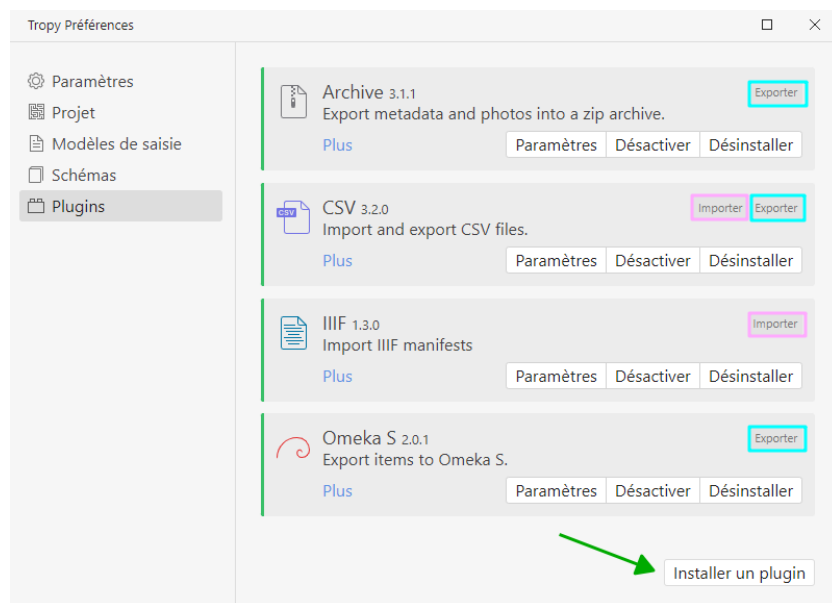 Tropy Préférences
Paramètres
Projet
Modèles de saisie
Schémas
Plugins
Archive 3.1.1
Exporter
Export metadata and photos into a zip archive.
Plus
Paramètres Désactiver Désinstaller
CSV
CSV 3.2.0
Importer Exporter
Import and export CSV files.
Plus
Paramètres Désactiver Désinstaller
IIIF 1.3.0
Importer
Import IIIF manifests
Plus
Paramètres Désactiver Désinstaller
Omeka S 2.0.1
Exporter
Export items to Omeka S.
Plus
Paramètres Désactiver Désinstaller
Installer un plugin